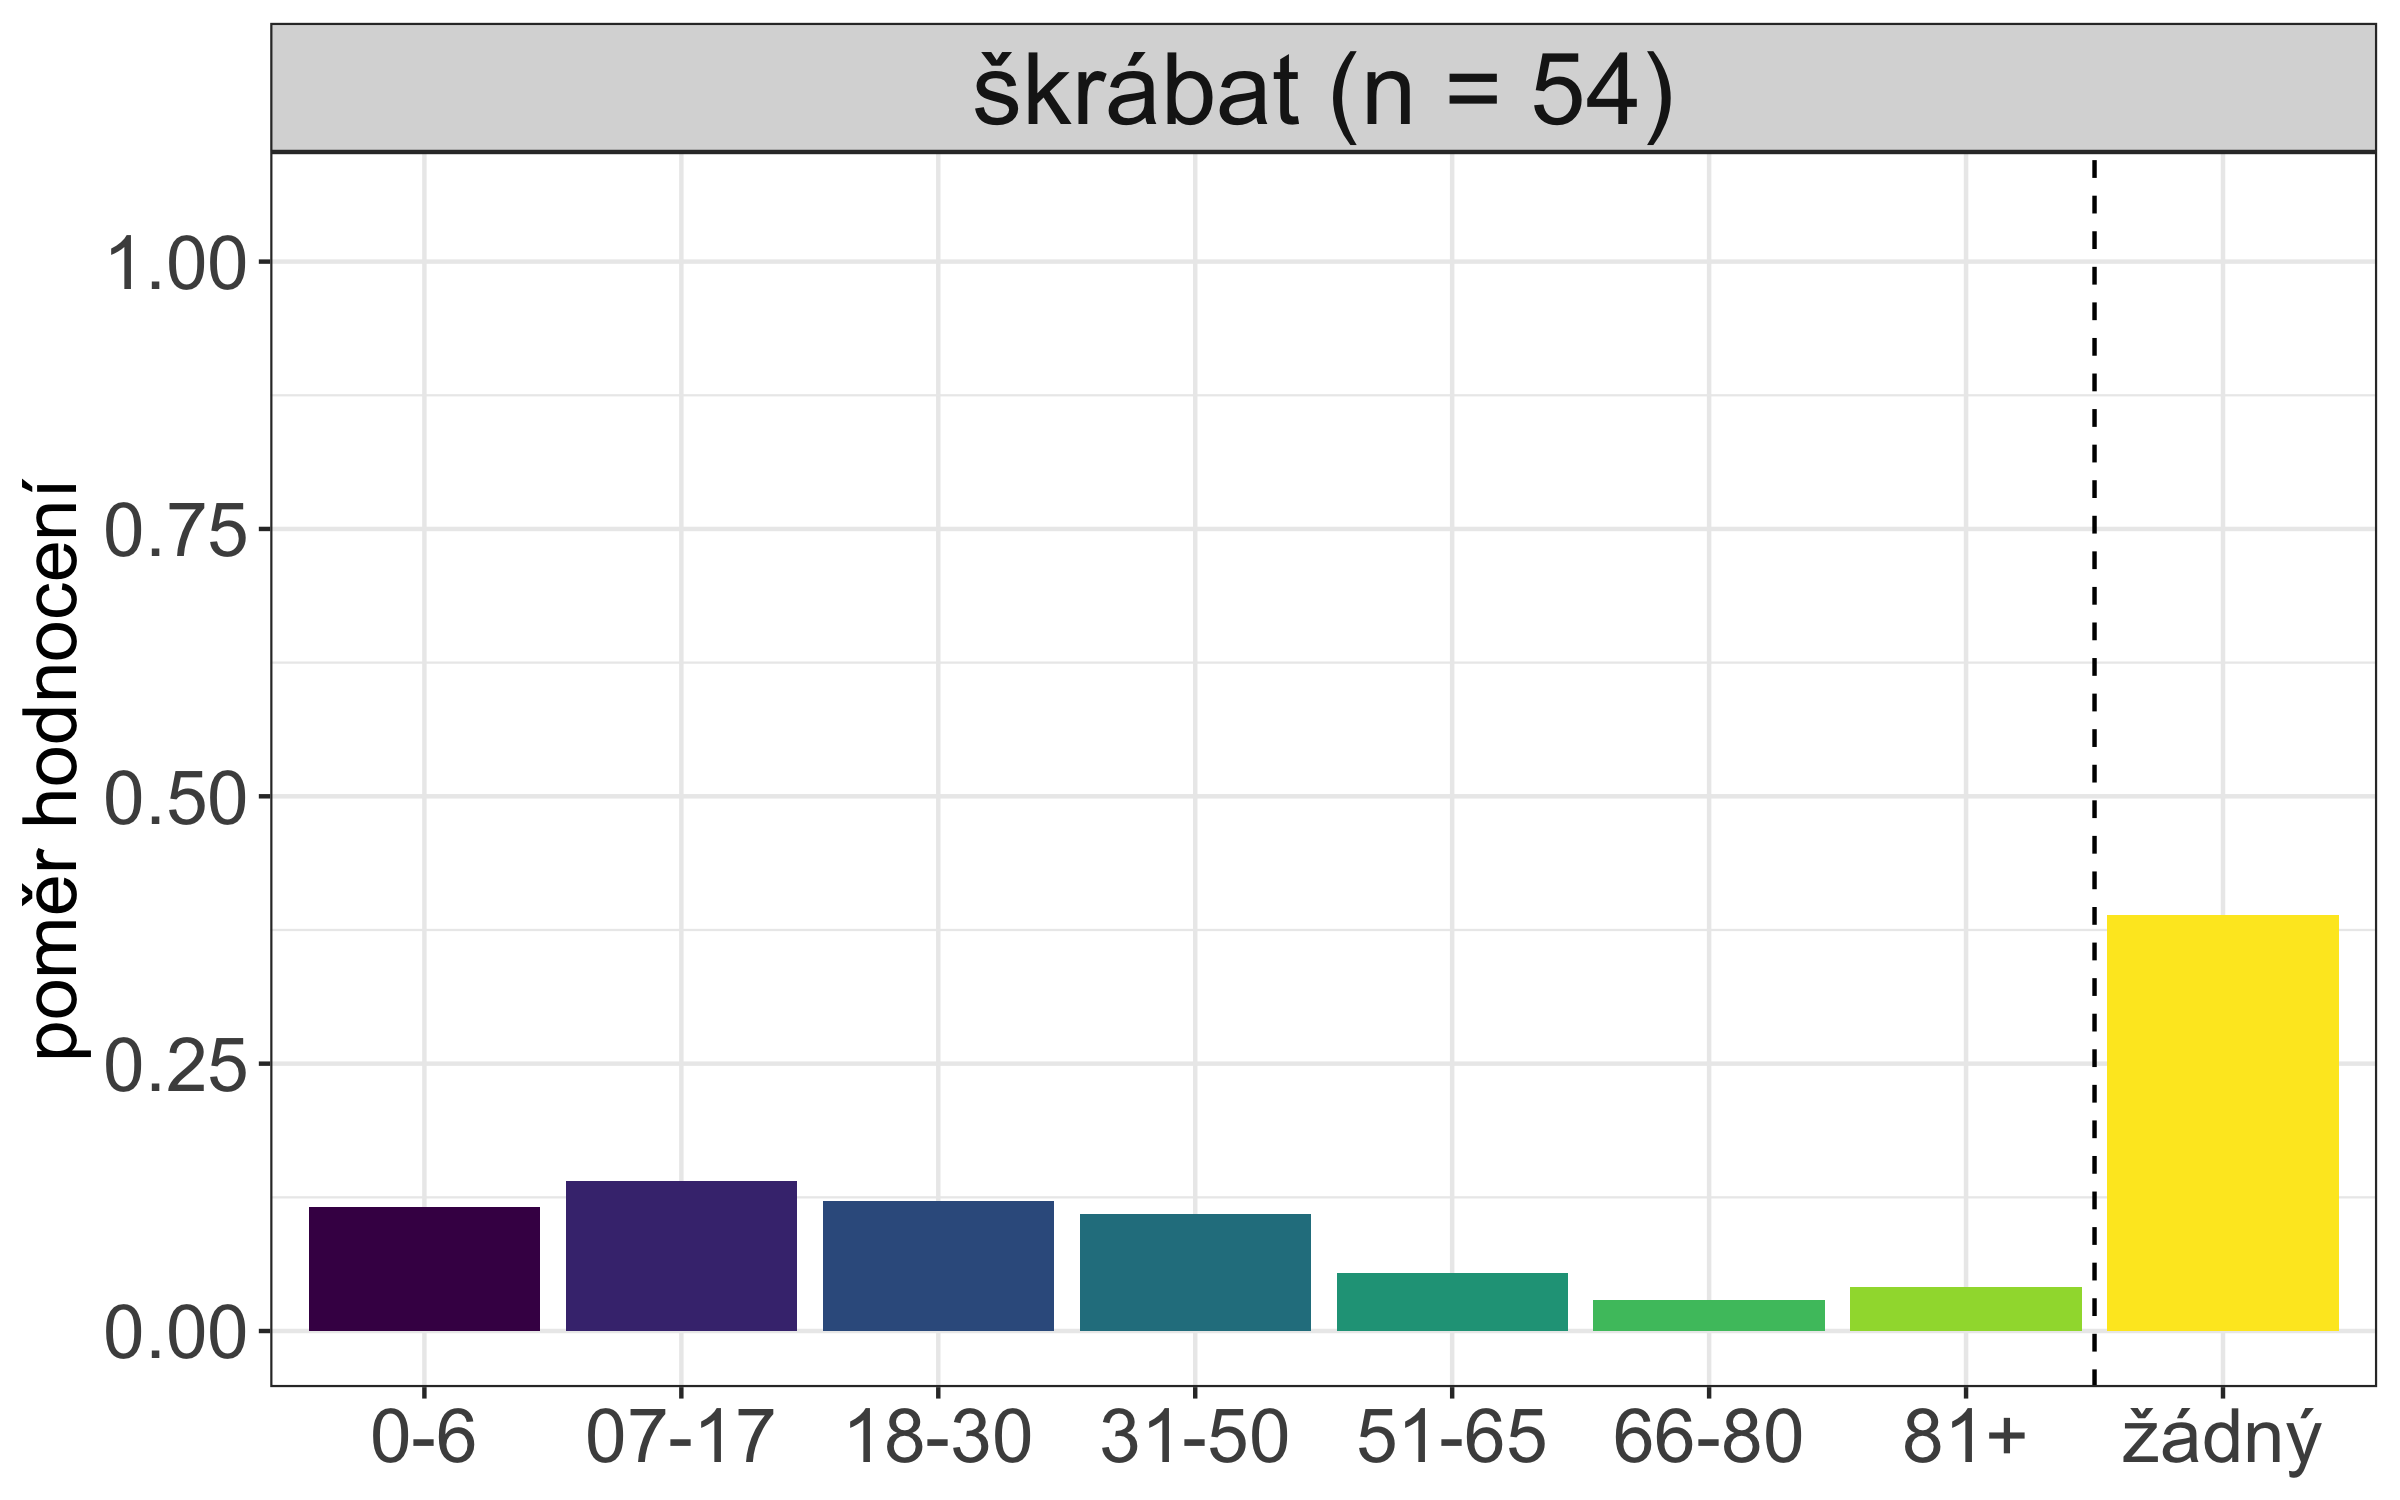 škrábat (n = 54)
poměr hodnocení
1.00
0.75
0.50
0.25
0.00
0-6 07-17 18-30 31-50 51-65 66-80 81+ žádný